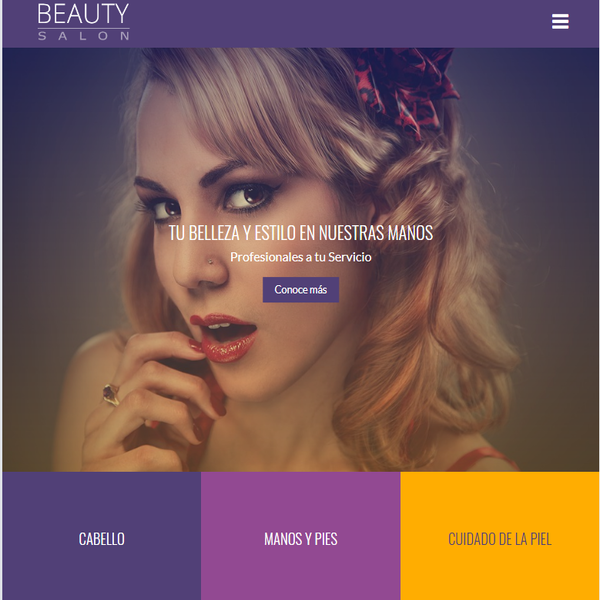 BEAUTY
SALON
TU BELLEZA Y ESTILO EN NUESTRAS MANOS
Profesionales a tu Servicio
Conoce más
CABELLO
MANOS Y PIES
CUIDADO DE LA PIEL